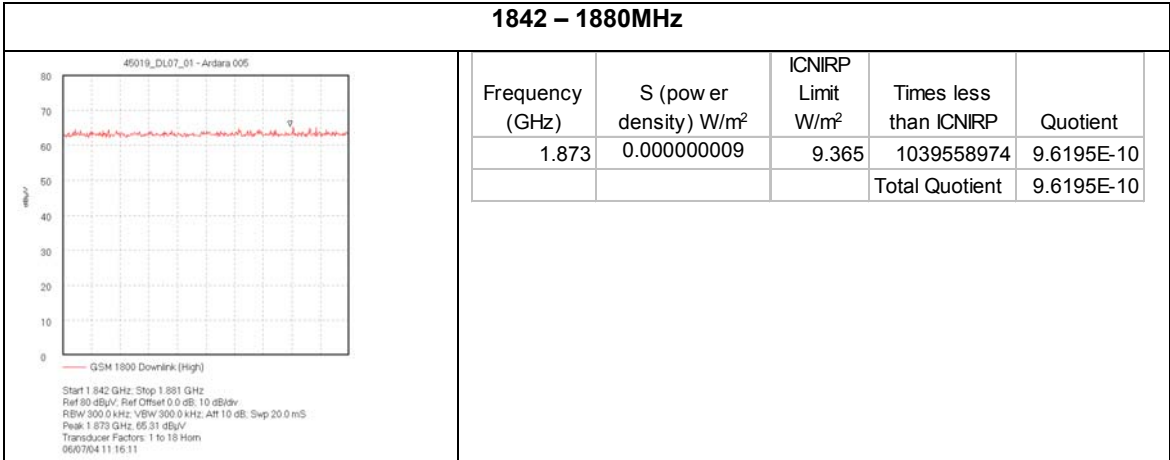 1842 – 1880MHz
45019_DL07_01 - Ardara 005
80
70
60
50
40
30
20
10
0
dBµV
GSM 1800 Downlink (High)
Start 1.842 GHz; Stop 1.881 GHz
Ref 80 dBµV; Ref Offset 0.0 dB; 10 dB/div
RBW 300.0 kHz; VBW 300.0 kHz; Att 10 dB; Swp 20.0 mS
Peak 1.873 GHz, 65.31 dBµV
Transducer Factors: 1 to 18 Horn
06/07/04 11:16:11
Frequency (GHz) S (pow er density) W/m² ICNIRP Limit W/m² Times less than ICNIRP Quotient
1.873 0.000000009 9.365 1039558974 9.6195E-10
Total Quotient 9.6195E-10